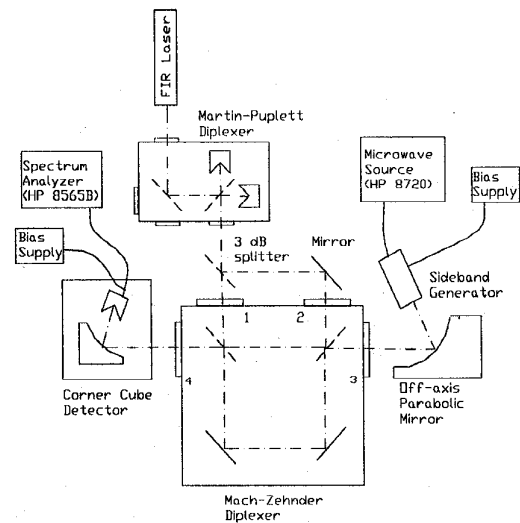 FIR Laser
Martin-Puplett
Diplexer
Spectrum
Analyzer
(HP 8565B)
Microwave
Source
(HP 8720)
Bias
Supply
Bias
Supply
3 dB
splitter
Mirror
Sideband
Generator
1
2
4
3
Corner Cube
Detector
Off-axis
Parabolic
Mirror
Mach-Zehnder
Diplexer